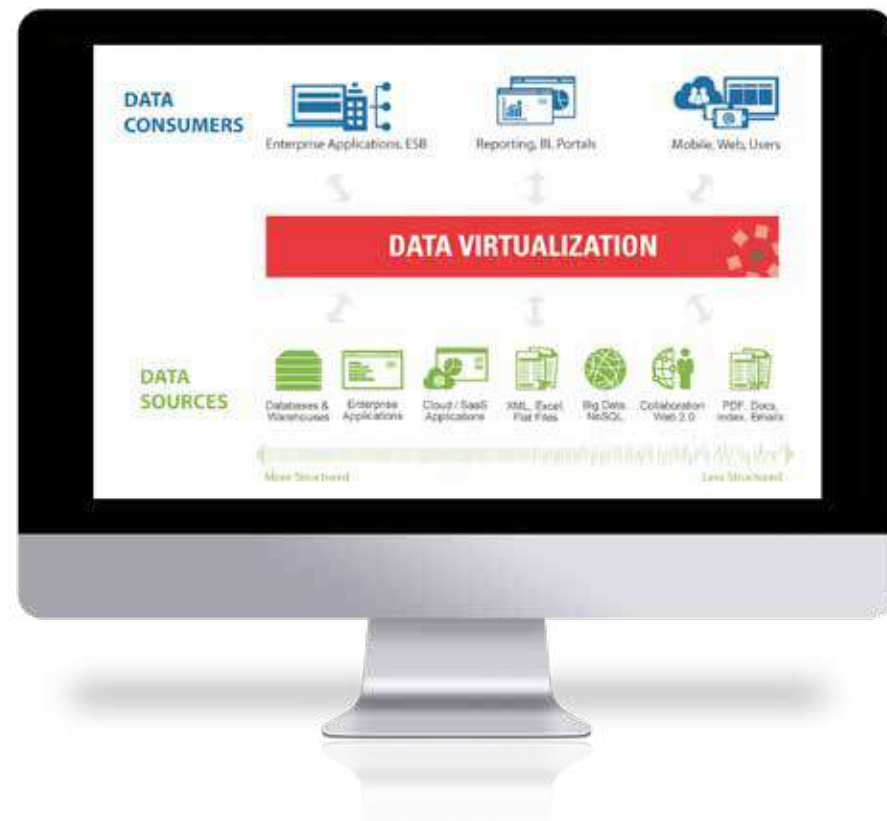 DATA
CONSUMERS
Enterprise Applications, ESB
Reporting, BI, Portals
Mobile, Web, Users
DATA VIRTUALIZATION
DATA
SOURCES
Databases &
Warehouses
Enterprise
Applications
Cloud / SaaS
Applications
XML, Excel,
Flat Files
Big Data,
NoSQL
Collaboration
Web 2.0
PDF, Docs,
Index, Emails
More Structured
Less Structured